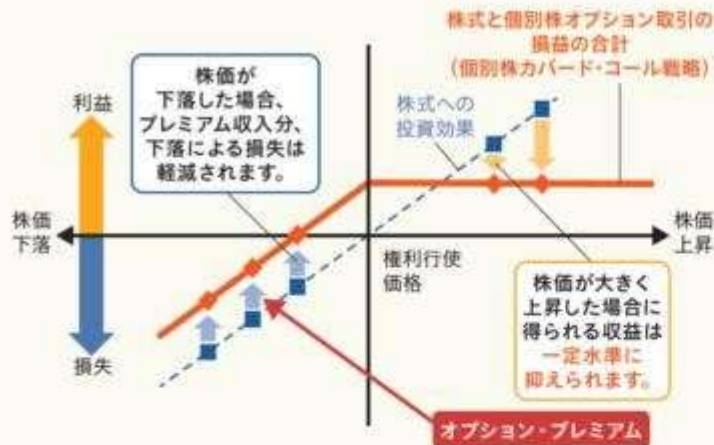 株式と個別株オプション取引の
損益の合計
(個別株カバード・コール戦略)
株価が
下落した場合、
プレミアム収入分、
下落による損失は
軽減されます。
利益
株式への
投資効果
株価
下落
株価
上昇
権利行使
価格
株価が大きく
上昇した場合に
得られる収益は
一定水準に
抑えられます。
損失
オプション・プレミアム